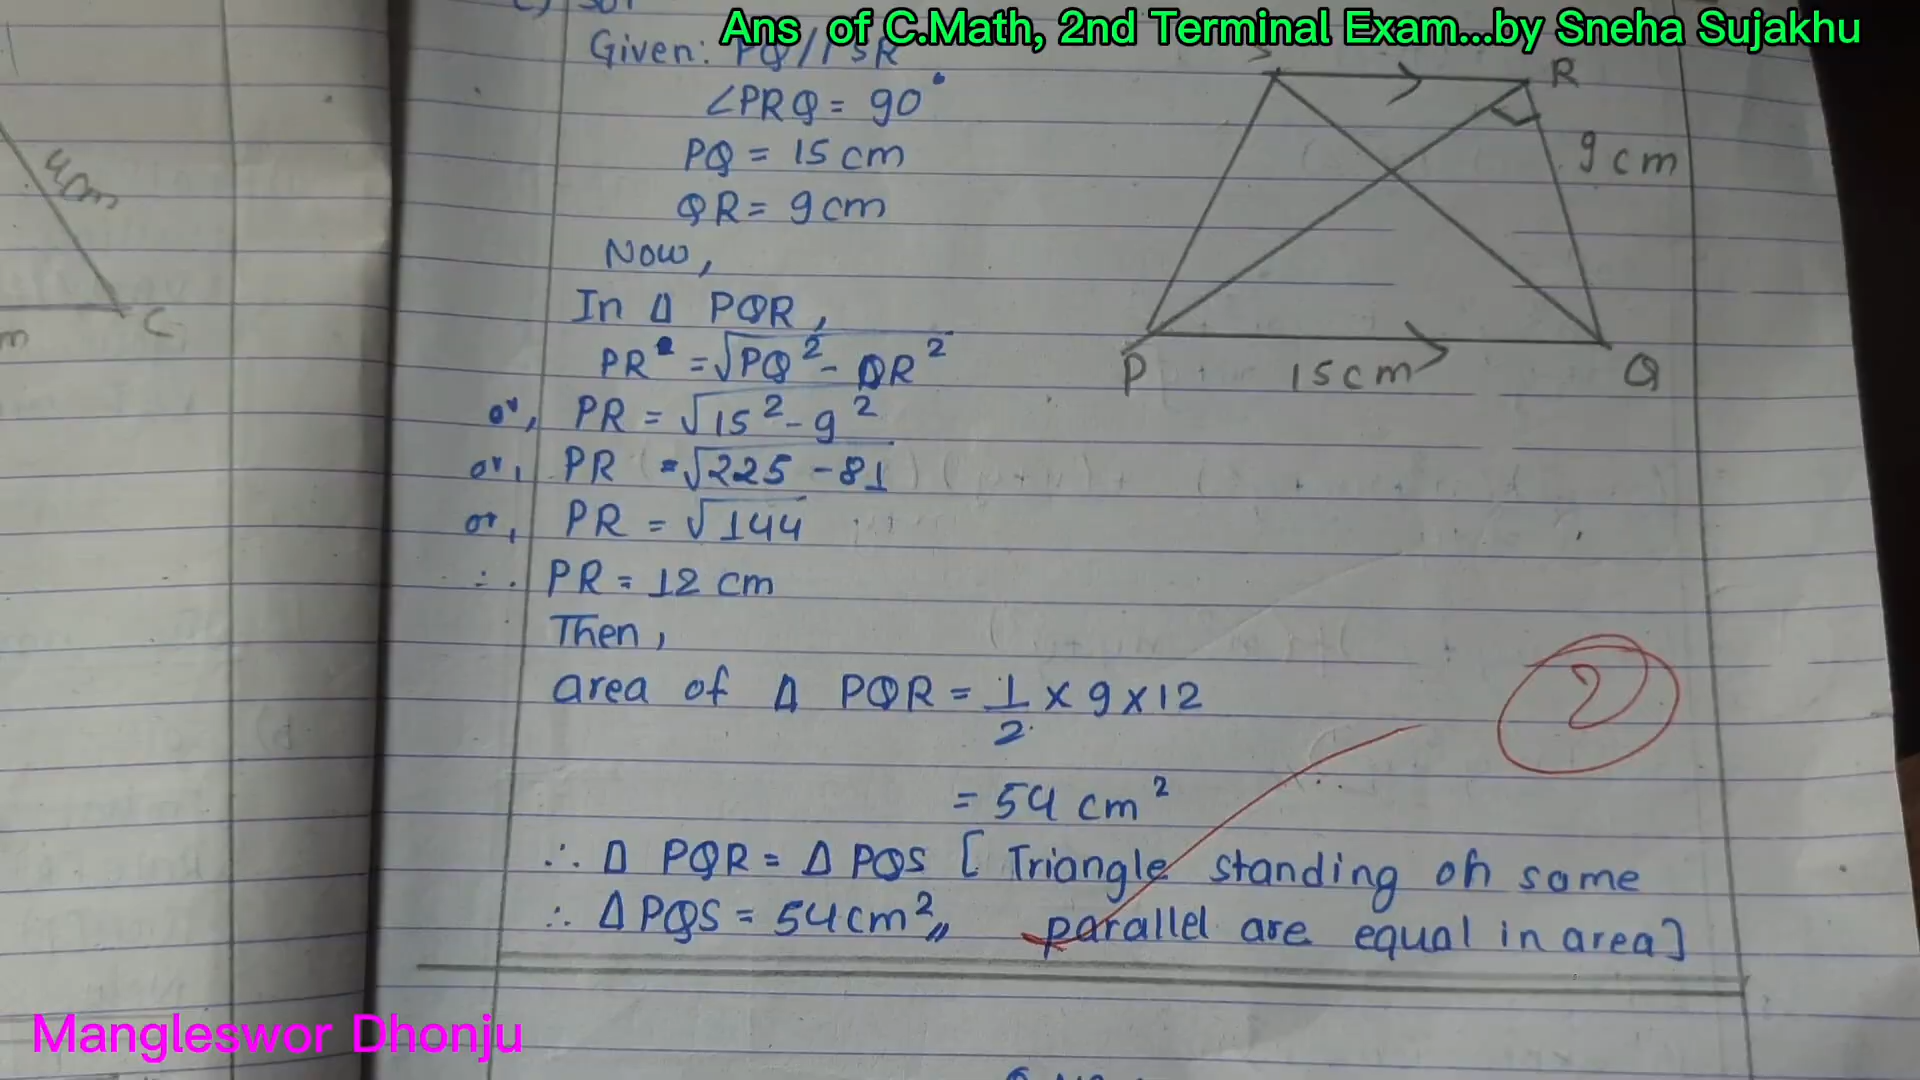 Ans of C.Math, 2nd Terminal Exam...by Sneha Sujakhu
Given: PQ//SR
∠PRQ = 90°
PQ = 15 cm
QR = 9 cm
Now,
In Δ PQR,
PR = √PQ² - QR²
or, PR = √15² - 9²
or, PR = √225 - 81
or, PR = √144
∴ PR = 12 cm
Then,
area of Δ PQR = 1/2 × 9 × 12
= 54 cm²
∴ Δ PQR = Δ PQS [Triangle standing on same
∴ Δ PQS = 54 cm²,, parallel are equal in area]
S
R
9 cm
P
15 cm
Q
2
4cm
C
m
Mangleswor Dhonju